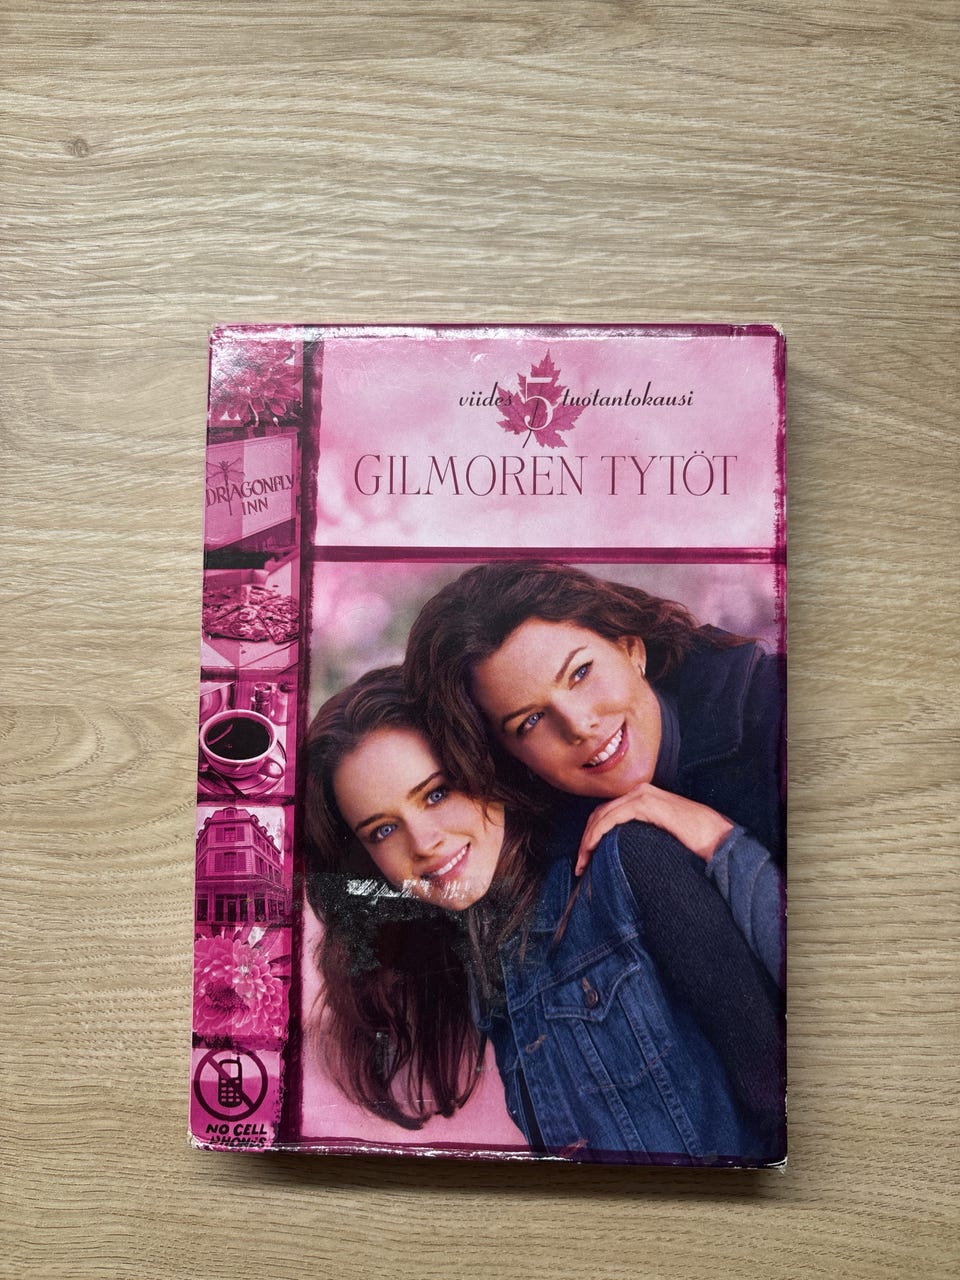 viides 5 tuotantokausi
GILMOREN TYTÖT
DRAGONFLY
INN
NO CELL
PHONES